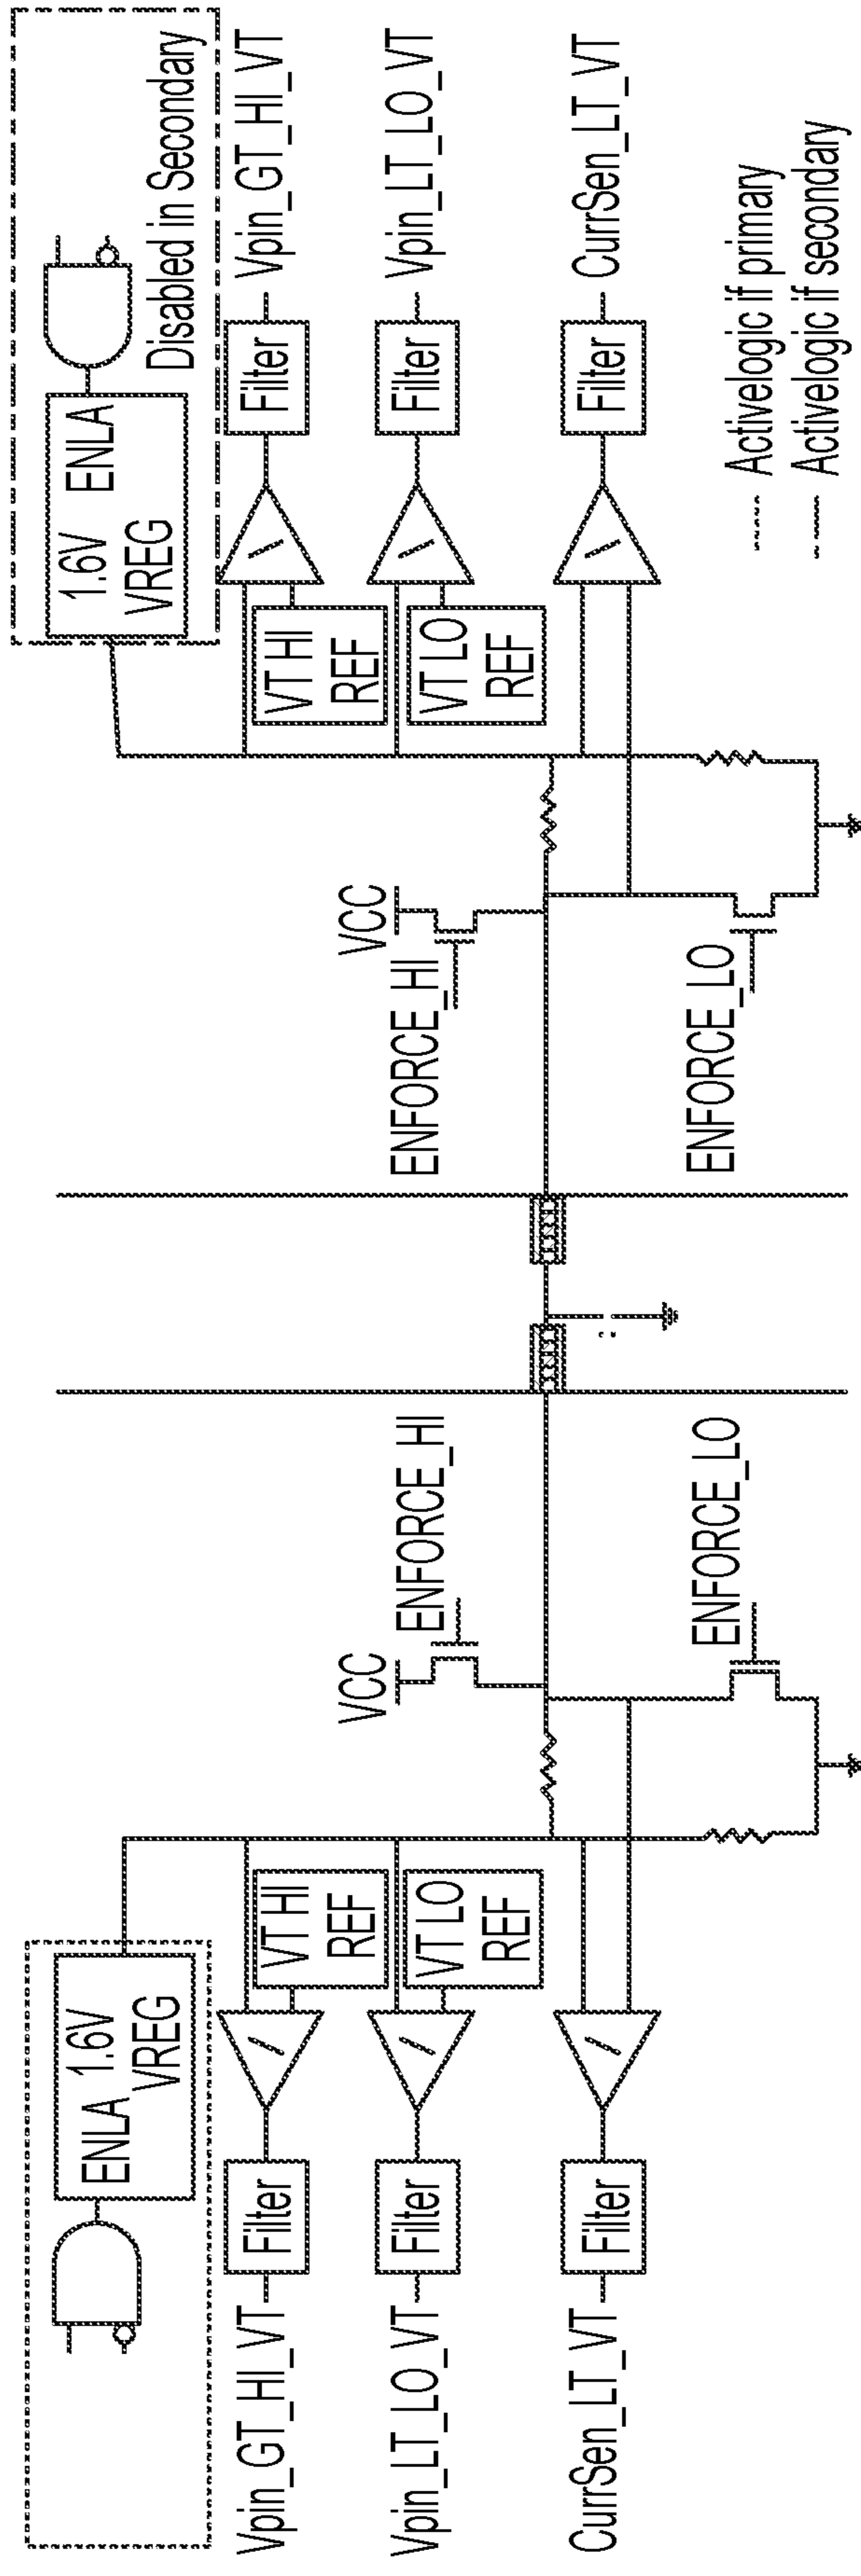 Disabled in Secondary
1.6V ENLA
VREG
Filter
Vpin_GT_HI_VT
VT HI
REF
Filter
Vpin_LT_LO_VT
VT LO
REF
Filter
CurrSen_LT_VT
VCC
ENFORCE_HI
ENFORCE_LO
Activelogic if primary
Activelogic if secondary
VCC
ENFORCE_HI
ENFORCE_LO
ENLA 1.6V
VREG
VT HI
REF
VT LO
REF
Filter
Vpin_GT_HI_VT
Filter
Vpin_LT_LO_VT
Filter
CurrSen_LT_VT